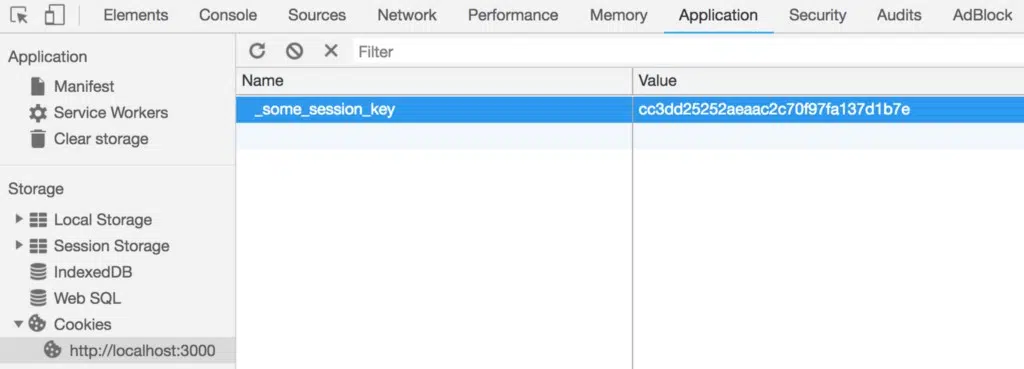 Elements Console Sources Network Performance Memory Application Security Audits AdBlock
Application
Manifest
Service Workers
Clear storage
Storage
Local Storage
Session Storage
IndexedDB
Web SQL
Cookies
http://localhost:3000
Filter
Name Value
_some_session_key cc3dd25252aeaac2c70f97fa137d1b7e